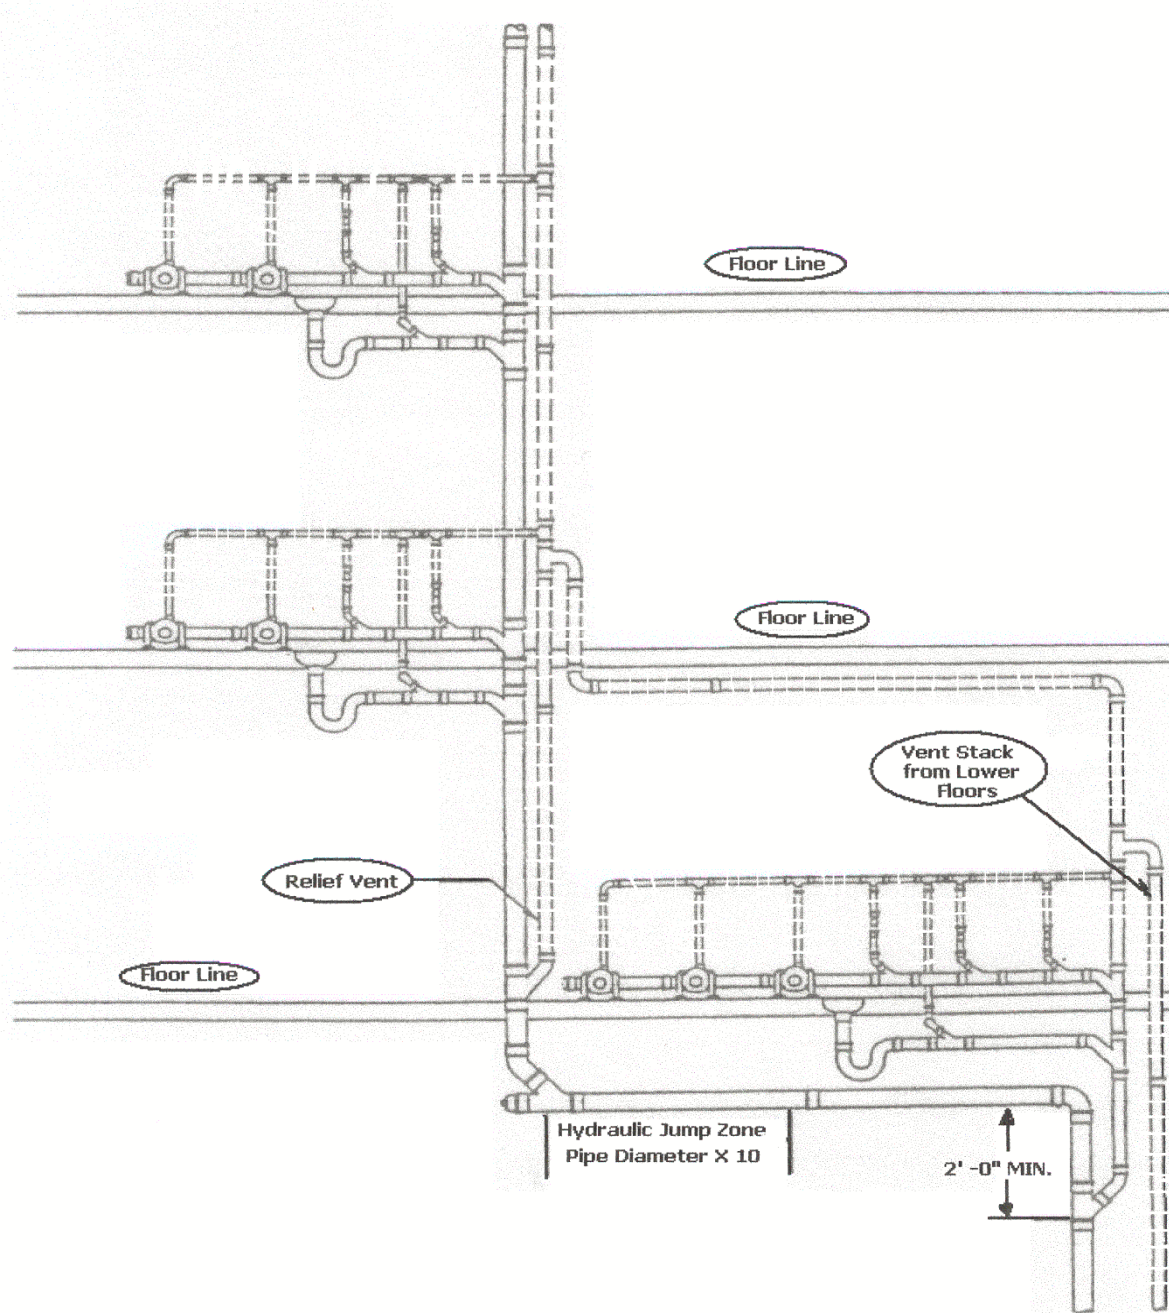 Floor Line
Floor Line
Vent Stack
from Lower
Floors
Relief Vent
Floor Line
Hydraulic Jump Zone
Pipe Diameter X 10
2' -0" MIN.